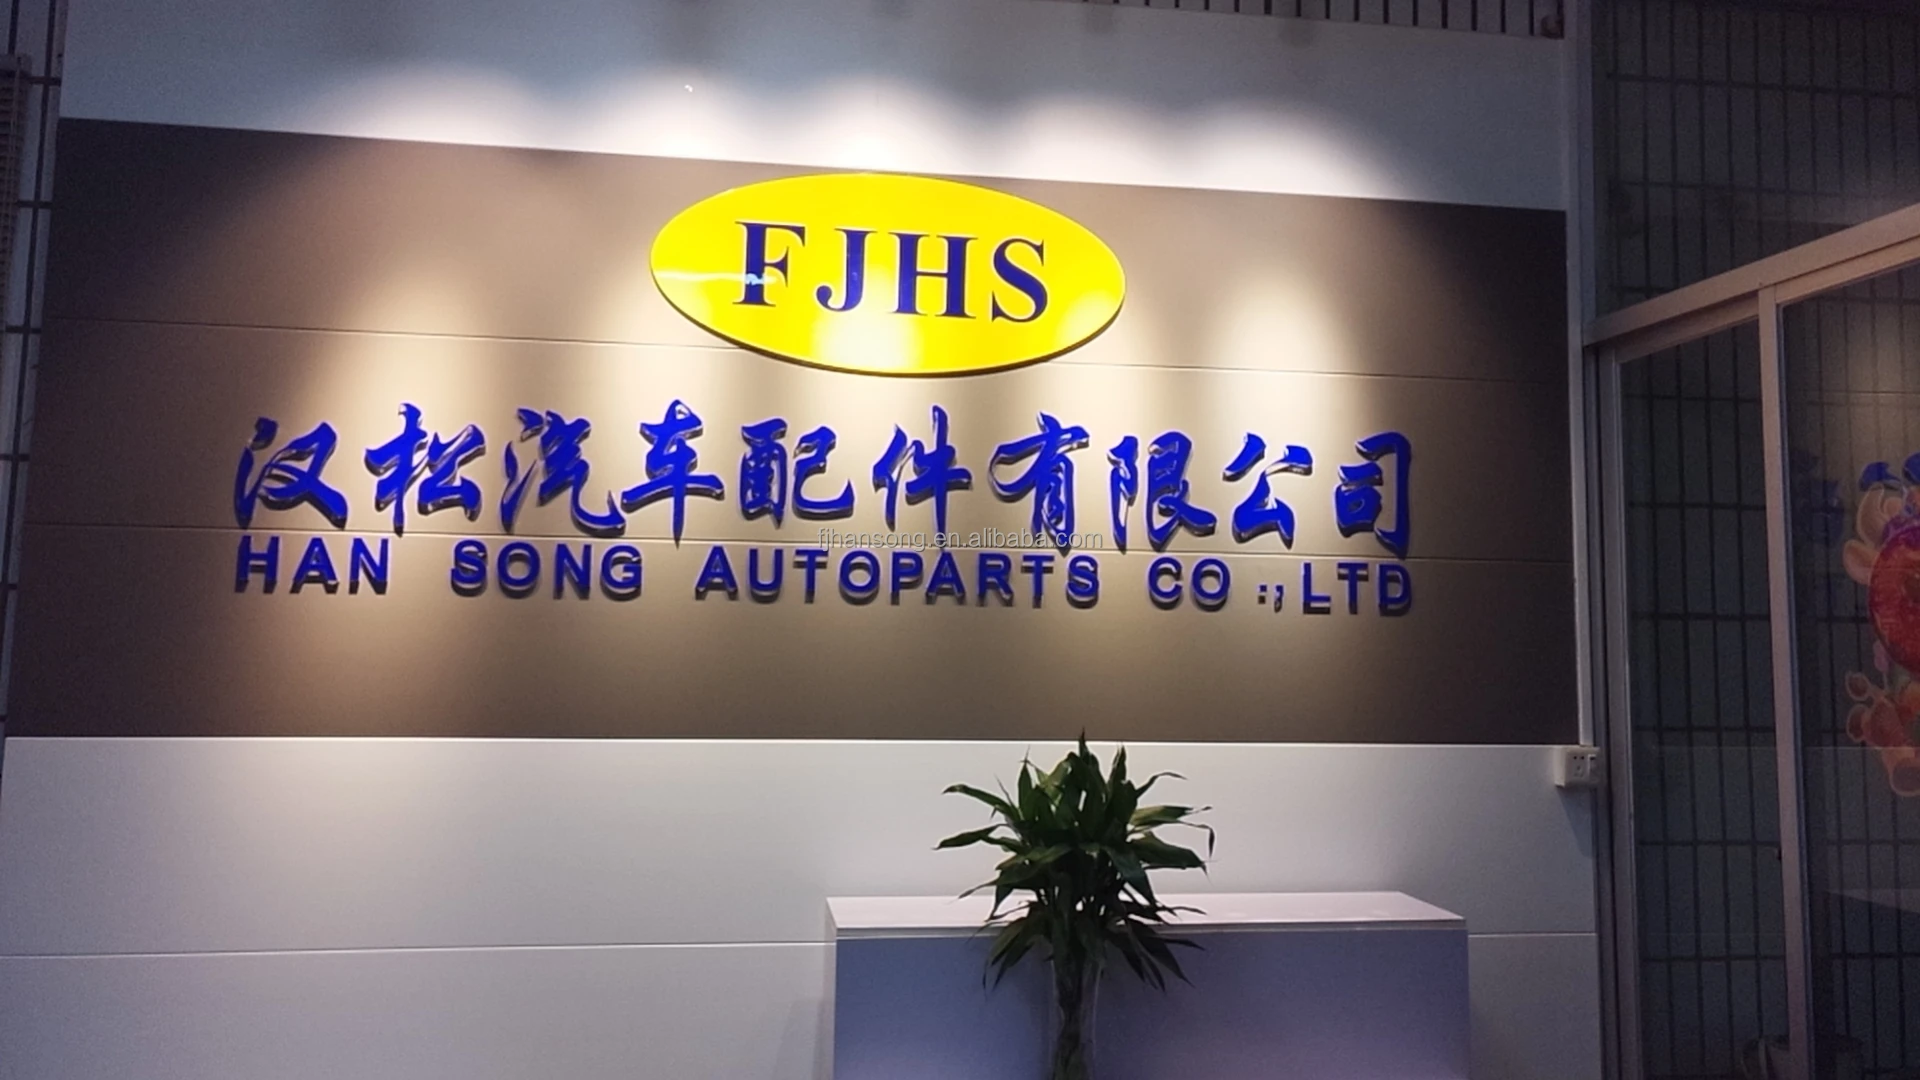 FJHS
汉松汽车配件有限公司
fjhansong.en.alibaba.com
HAN SONG AUTOPARTS CO .,LTD